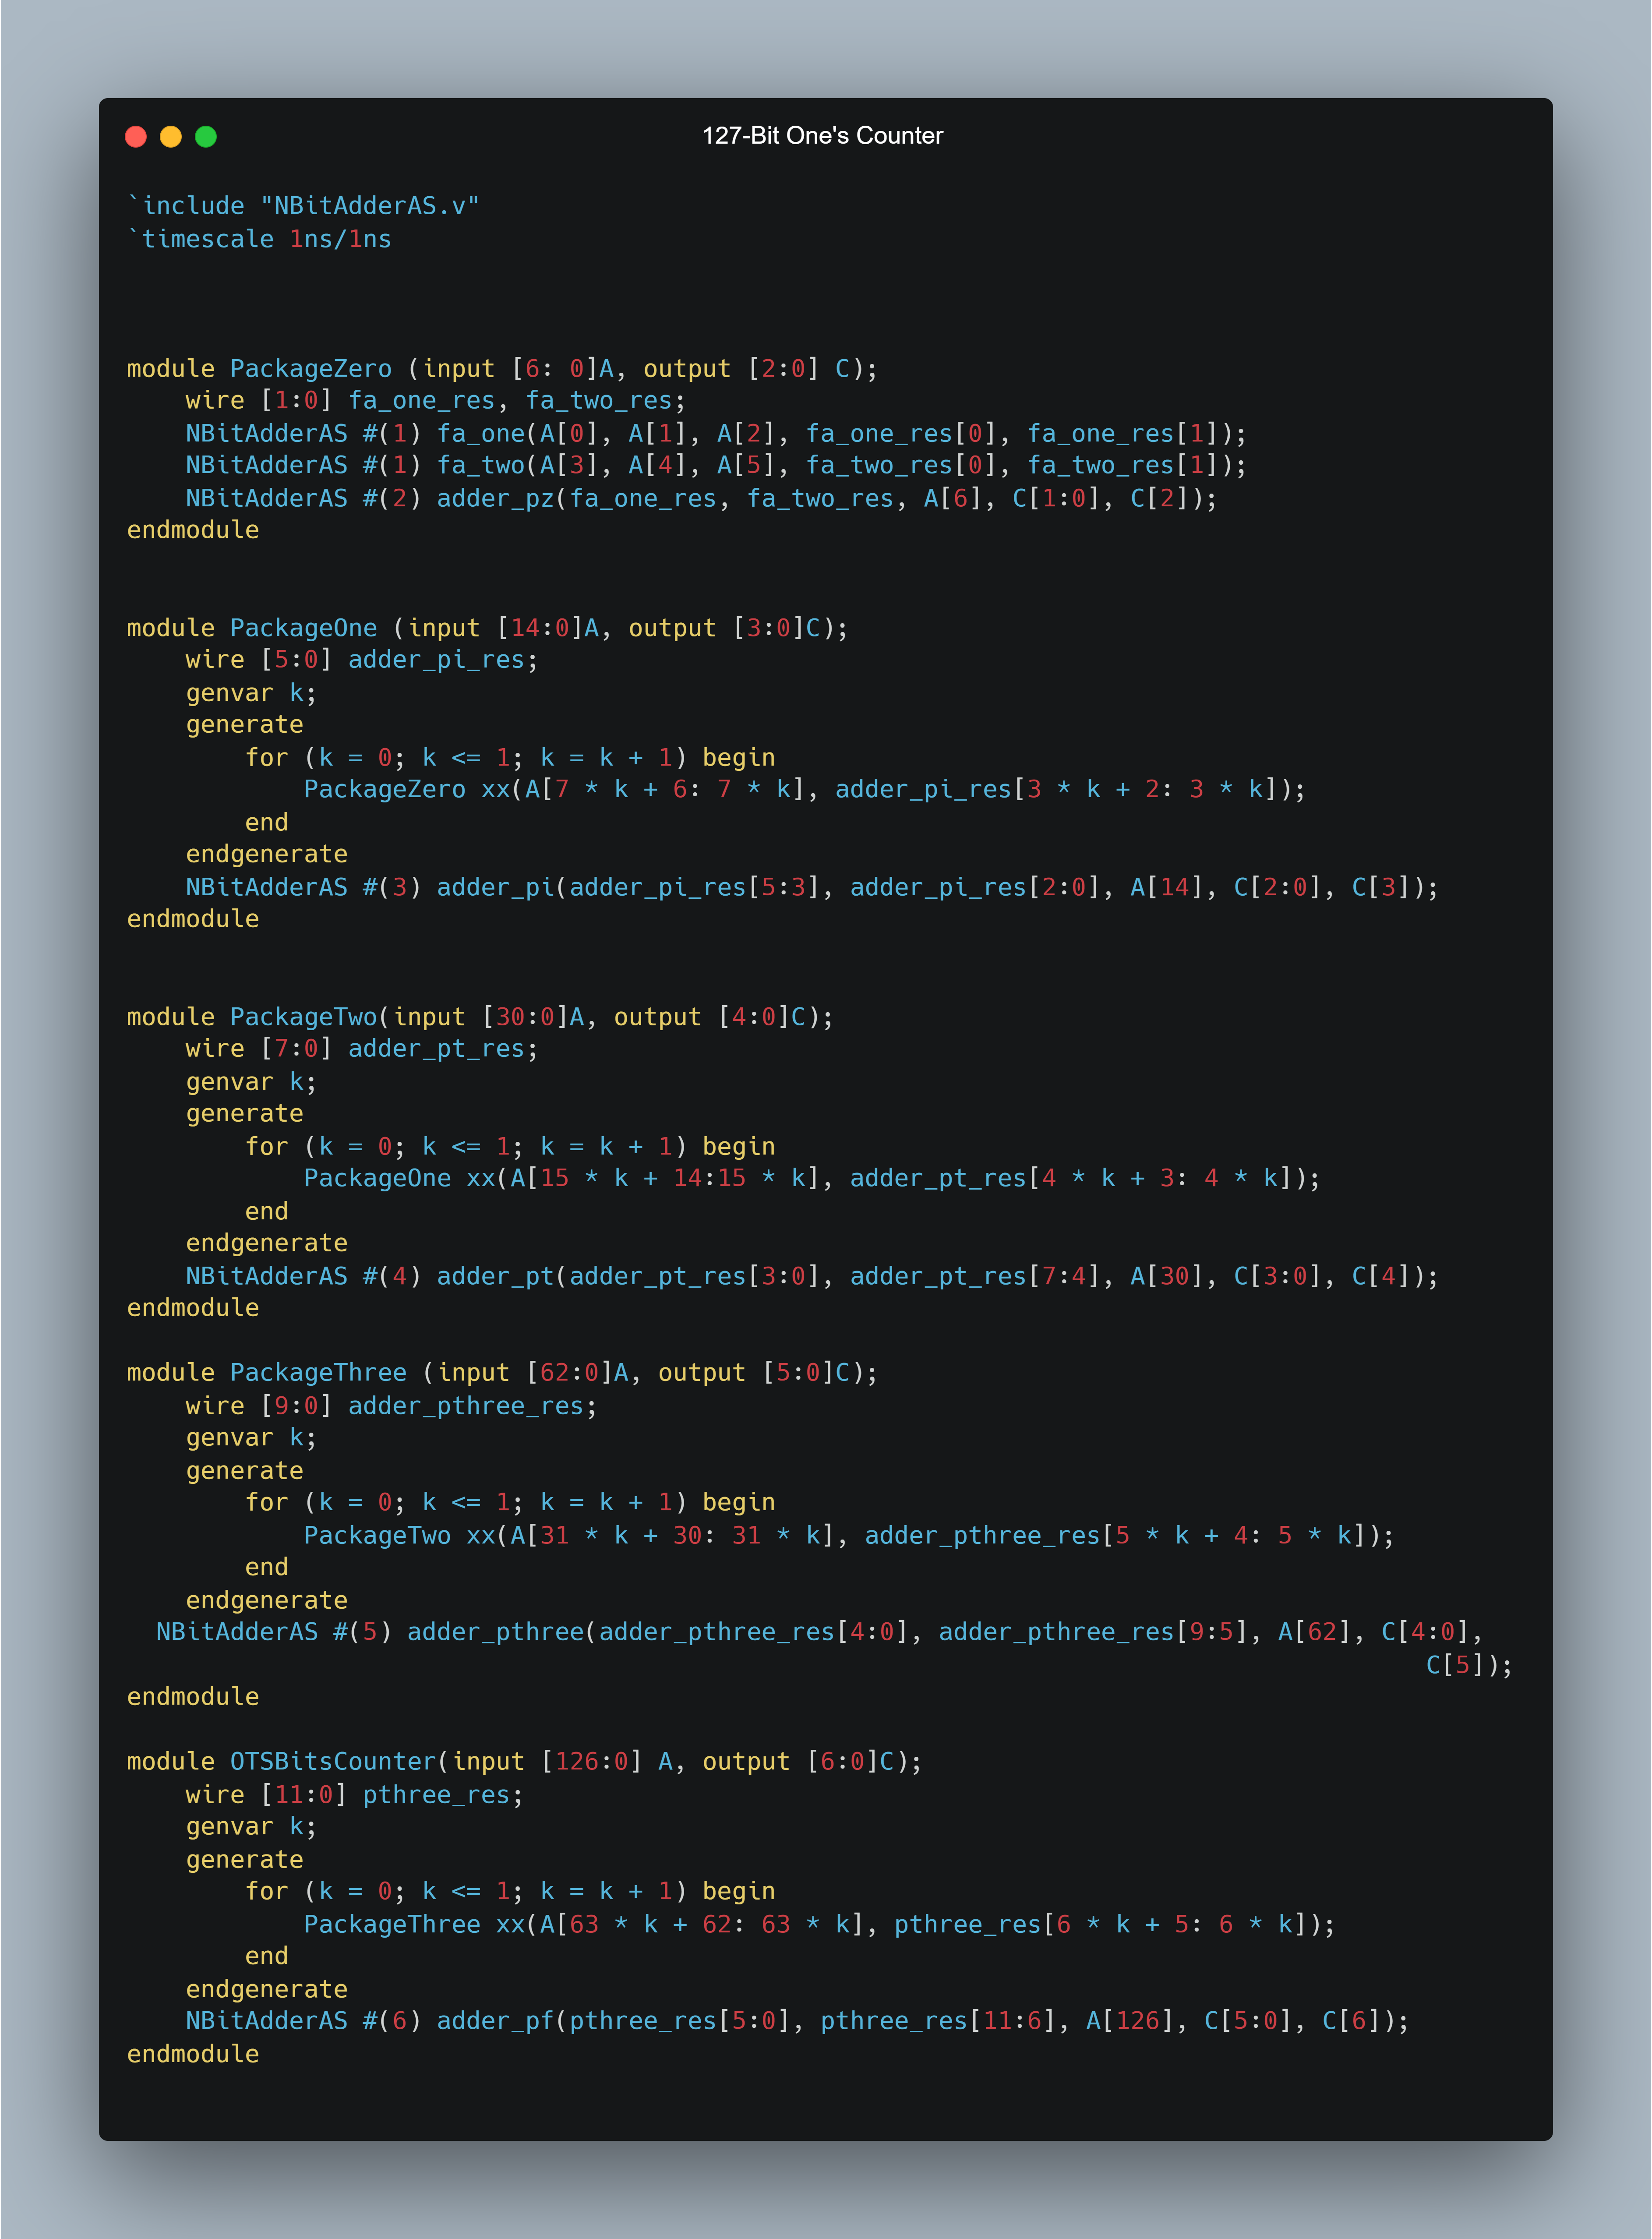 127-Bit One's Counter
`include "NBitAdderAS.v"
`timescale 1ns/1ns
module PackageZero (input [6: 0]A, output [2:0] C);
    wire [1:0] fa_one_res, fa_two_res;
    NBitAdderAS #(1) fa_one(A[0], A[1], A[2], fa_one_res[0], fa_one_res[1]);
    NBitAdderAS #(1) fa_two(A[3], A[4], A[5], fa_two_res[0], fa_two_res[1]);
    NBitAdderAS #(2) adder_pz(fa_one_res, fa_two_res, A[6], C[1:0], C[2]);
endmodule
module PackageOne (input [14:0]A, output [3:0]C);
    wire [5:0] adder_pi_res;
    genvar k;
    generate
        for (k = 0; k <= 1; k = k + 1) begin
            PackageZero xx(A[7 * k + 6: 7 * k], adder_pi_res[3 * k + 2: 3 * k]);
        end
    endgenerate
    NBitAdderAS #(3) adder_pi(adder_pi_res[5:3], adder_pi_res[2:0], A[14], C[2:0], C[3]);
endmodule
module PackageTwo(input [30:0]A, output [4:0]C);
    wire [7:0] adder_pt_res;
    genvar k;
    generate
        for (k = 0; k <= 1; k = k + 1) begin
            PackageOne xx(A[15 * k + 14:15 * k], adder_pt_res[4 * k + 3: 4 * k]);
        end
    endgenerate
    NBitAdderAS #(4) adder_pt(adder_pt_res[3:0], adder_pt_res[7:4], A[30], C[3:0], C[4]);
endmodule
module PackageThree (input [62:0]A, output [5:0]C);
    wire [9:0] adder_pthree_res;
    genvar k;
    generate
        for (k = 0; k <= 1; k = k + 1) begin
            PackageTwo xx(A[31 * k + 30: 31 * k], adder_pthree_res[5 * k + 4: 5 * k]);
        end
    endgenerate
  NBitAdderAS #(5) adder_pthree(adder_pthree_res[4:0], adder_pthree_res[9:5], A[62], C[4:0],
                                                                                        C[5]);
endmodule
module OTSBitsCounter(input [126:0] A, output [6:0]C);
    wire [11:0] pthree_res;
    genvar k;
    generate
        for (k = 0; k <= 1; k = k + 1) begin
            PackageThree xx(A[63 * k + 62: 63 * k], pthree_res[6 * k + 5: 6 * k]);
        end
    endgenerate
    NBitAdderAS #(6) adder_pf(pthree_res[5:0], pthree_res[11:6], A[126], C[5:0], C[6]);
endmodule